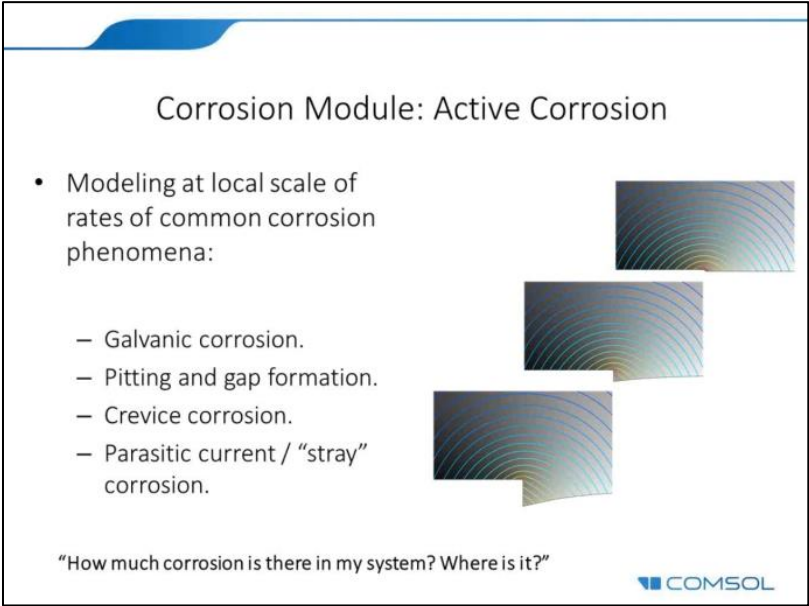 Corrosion Module: Active Corrosion
• Modeling at local scale of
rates of common corrosion
phenomena:
– Galvanic corrosion.
– Pitting and gap formation.
– Crevice corrosion.
– Parasitic current / “stray”
corrosion.
“How much corrosion is there in my system? Where is it?”
COMSOL